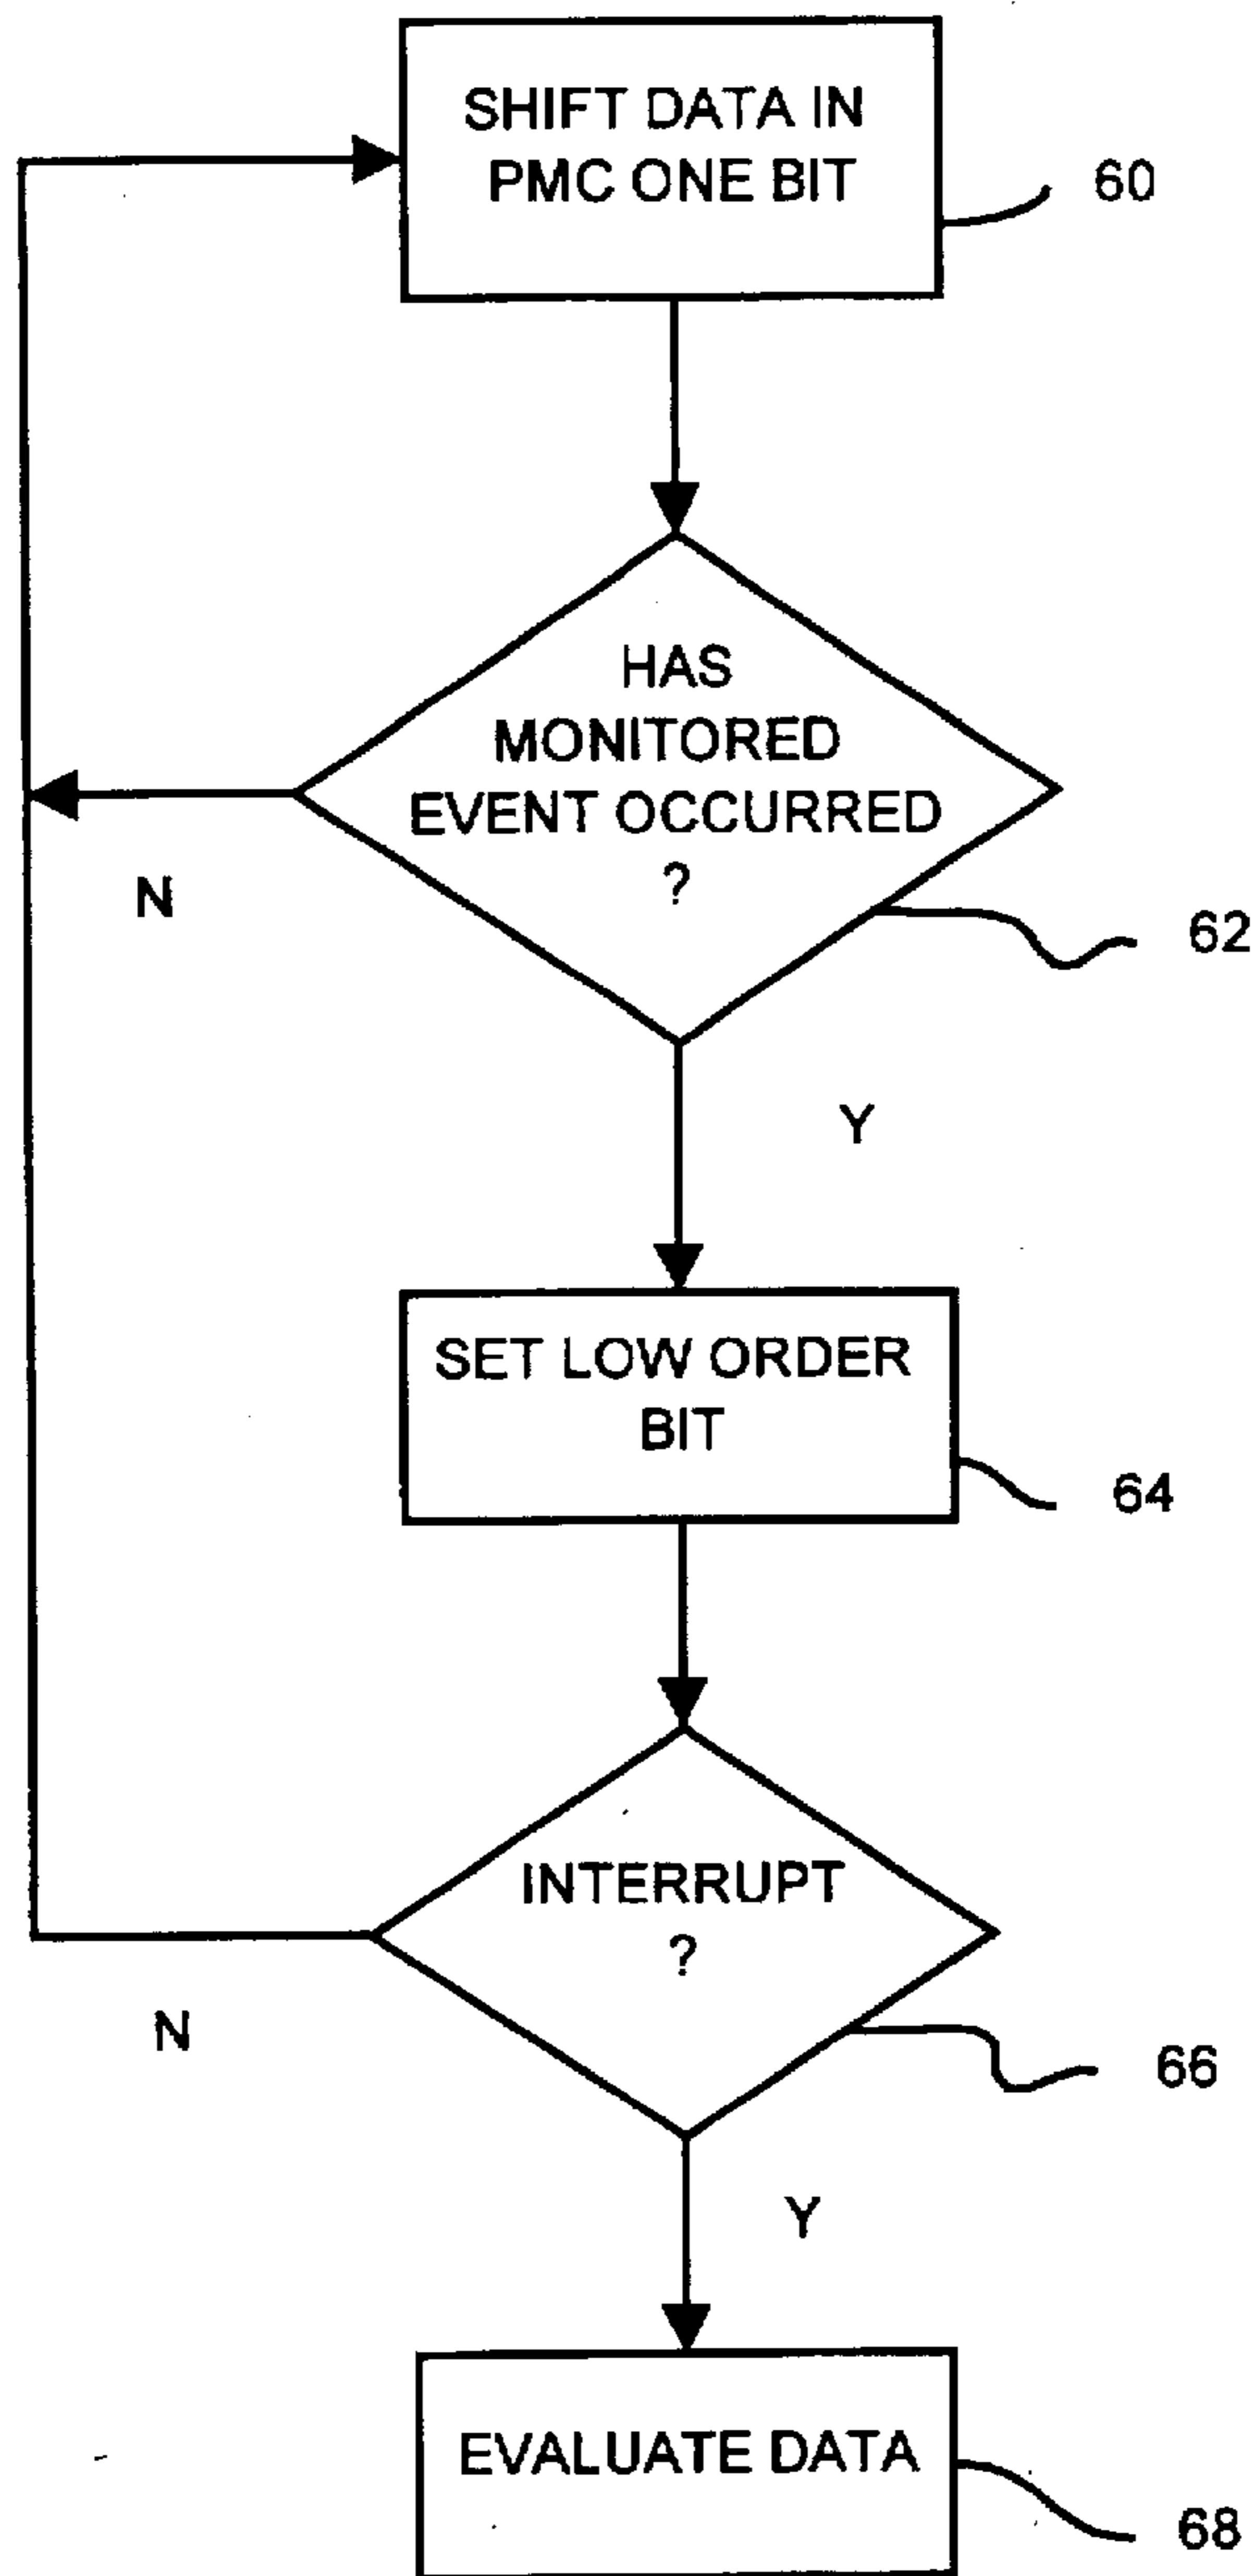 SHIFT DATA IN
PMC ONE BIT
60
HAS
MONITORED
EVENT OCCURRED
?
N
62
Y
SET LOW ORDER
BIT
64
INTERRUPT
?
N
66
Y
EVALUATE DATA
68